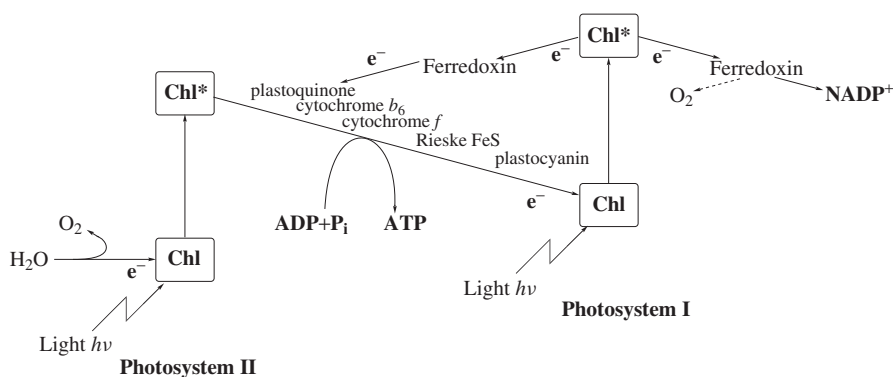 e⁻
Ferredoxin
e⁻
Chl*
e⁻
Ferredoxin
O₂
NADP⁺
Chl*
plastoquinone
cytochrome b₆
cytochrome f
Rieske FeS
plastocyanin
e⁻
Chl
ADP+Pᵢ
ATP
O₂
H₂O
e⁻
Chl
Light hν
Photosystem I
Light hν
Photosystem II